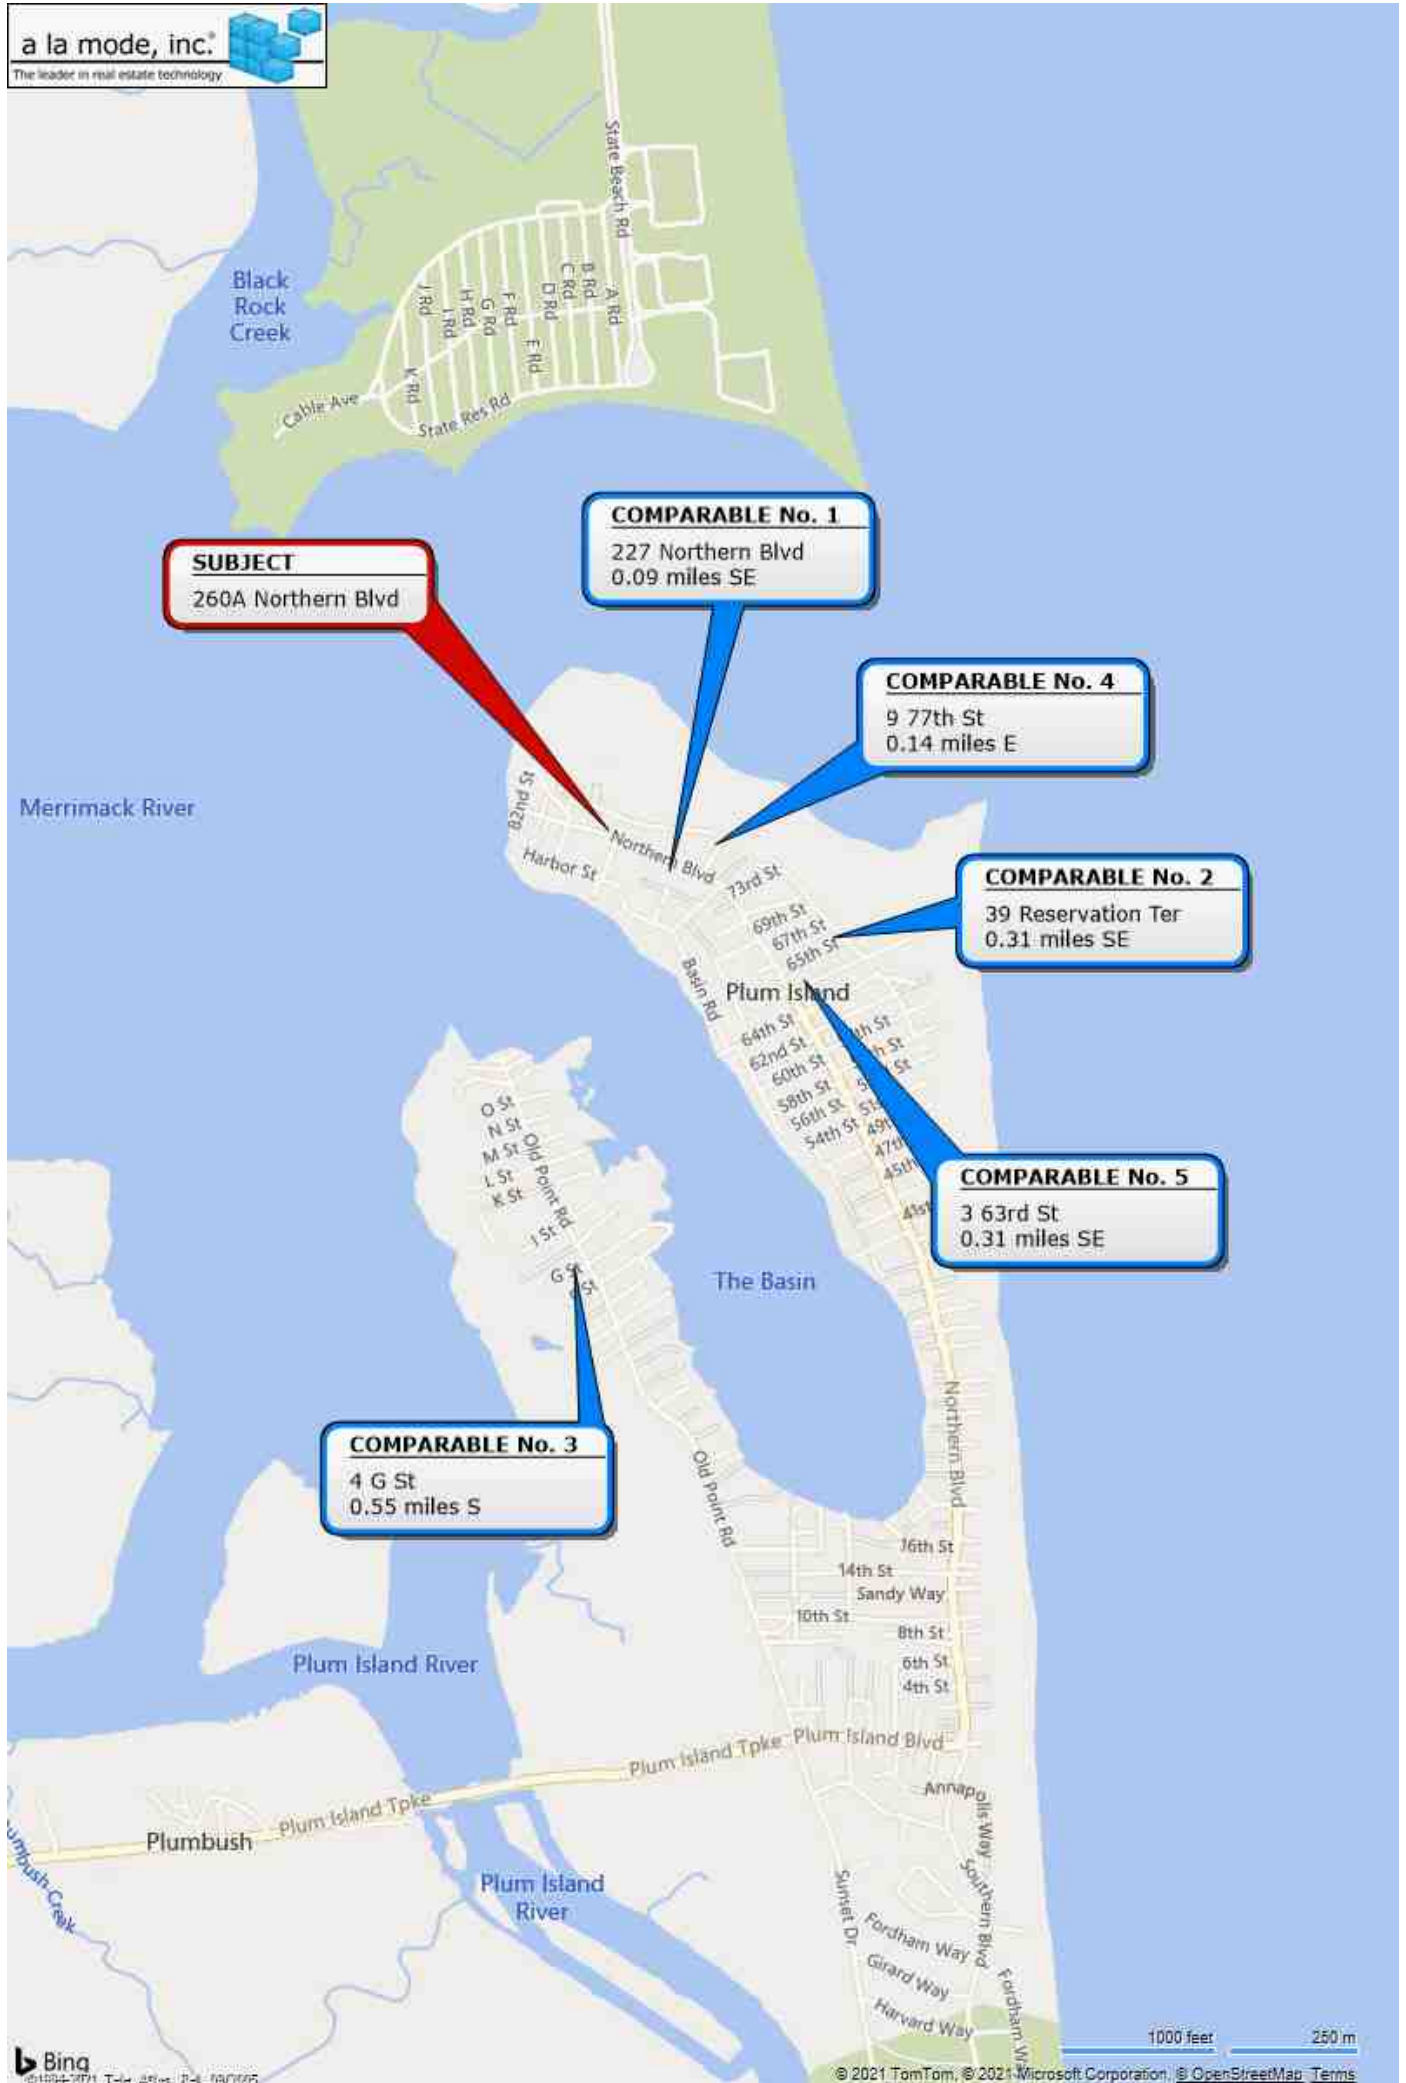 a la mode, inc.®
The leader in real estate technology
State Beach Rd
Black
Rock
Creek
J Rd
I Rd
H Rd
G Rd
F Rd
E Rd
D Rd
C Rd
B Rd
A Rd
K Rd
Cable Ave
State Res Rd
COMPARABLE No. 1
227 Northern Blvd
0.09 miles SE
SUBJECT
260A Northern Blvd
COMPARABLE No. 4
9 77th St
0.14 miles E
Merrimack River
82nd St
Harbor St
Northern Blvd
73rd St
COMPARABLE No. 2
39 Reservation Ter
0.31 miles SE
69th St
67th St
65th St
Basin Rd
Plum Island
64th St
62nd St
60th St
58th St
56th St
54th St
47th
45th
41st
O St
N St
M St
L St
K St
Old Point Rd
I St
G St
COMPARABLE No. 5
3 63rd St
0.31 miles SE
The Basin
Northern Blvd
COMPARABLE No. 3
4 G St
0.55 miles S
Old Point Rd
16th St
14th St
Sandy Way
10th St
8th St
6th St
4th St
Plum Island River
Plum Island Tpke
Plum Island Blvd
Annapolis Way
Plum Island Tpke
Plumbush
Plum Island
River
Sunset Dr
Southern Blvd
Fordham Way
Girard Way
Harvard Way
1000 feet
250 m
Bing
© 2021 TomTom, © 2021 Microsoft Corporation, © OpenStreetMap Terms